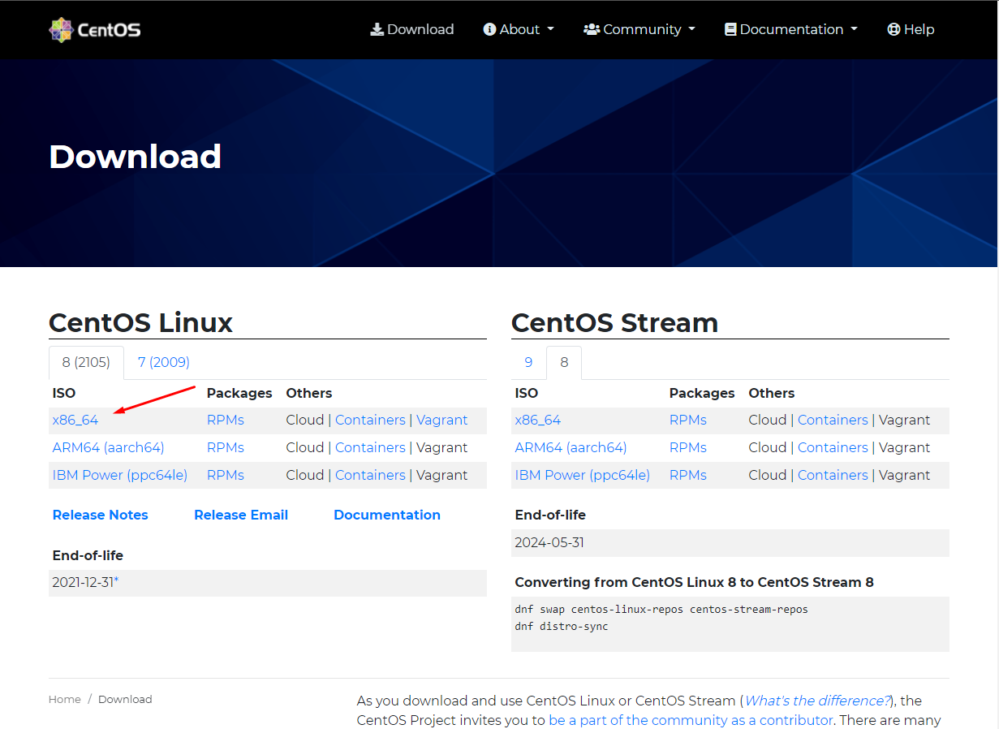 CentOS Download About Community Documentation Help
Download
CentOS Linux
8 (2105) 7 (2009)
ISO Packages Others
x86_64 RPMs Cloud | Containers | Vagrant
ARM64 (aarch64) RPMs Cloud | Containers | Vagrant
IBM Power (ppc64le) RPMs Cloud | Containers | Vagrant
Release Notes Release Email Documentation
End-of-life
2021-12-31*
CentOS Stream
9 8
ISO Packages Others
x86_64 RPMs Cloud | Containers | Vagrant
ARM64 (aarch64) RPMs Cloud | Containers | Vagrant
IBM Power (ppc64le) RPMs Cloud | Containers | Vagrant
End-of-life
2024-05-31
Converting from CentOS Linux 8 to CentOS Stream 8
dnf swap centos-linux-repos centos-stream-repos
dnf distro-sync
Home / Download
As you download and use CentOS Linux or CentOS Stream (What's the difference?), the
CentOS Project invites you to be a part of the community as a contributor. There are many